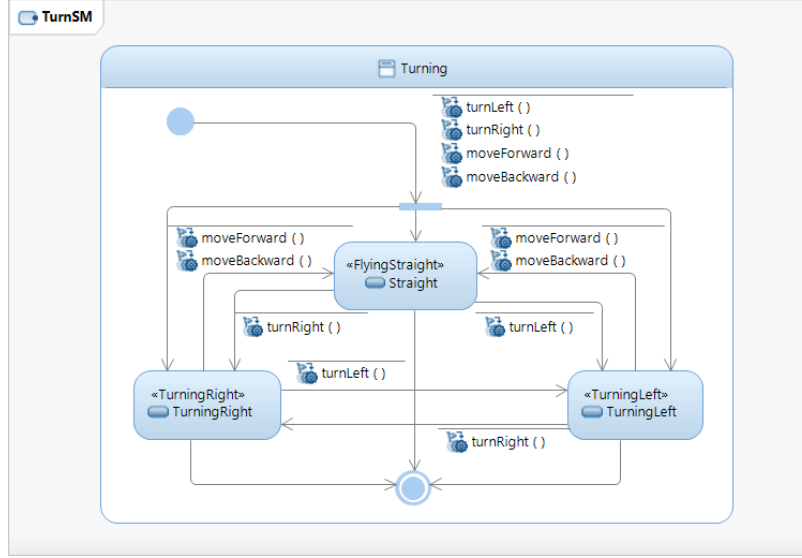 TurnSM
Turning
turnLeft ( )
turnRight ( )
moveForward ( )
moveBackward ( )
moveForward ( )
moveBackward ( )
moveForward ( )
moveBackward ( )
«FlyingStraight»
Straight
turnRight ( )
turnLeft ( )
turnLeft ( )
«TurningRight»
TurningRight
«TurningLeft»
TurningLeft
turnRight ( )